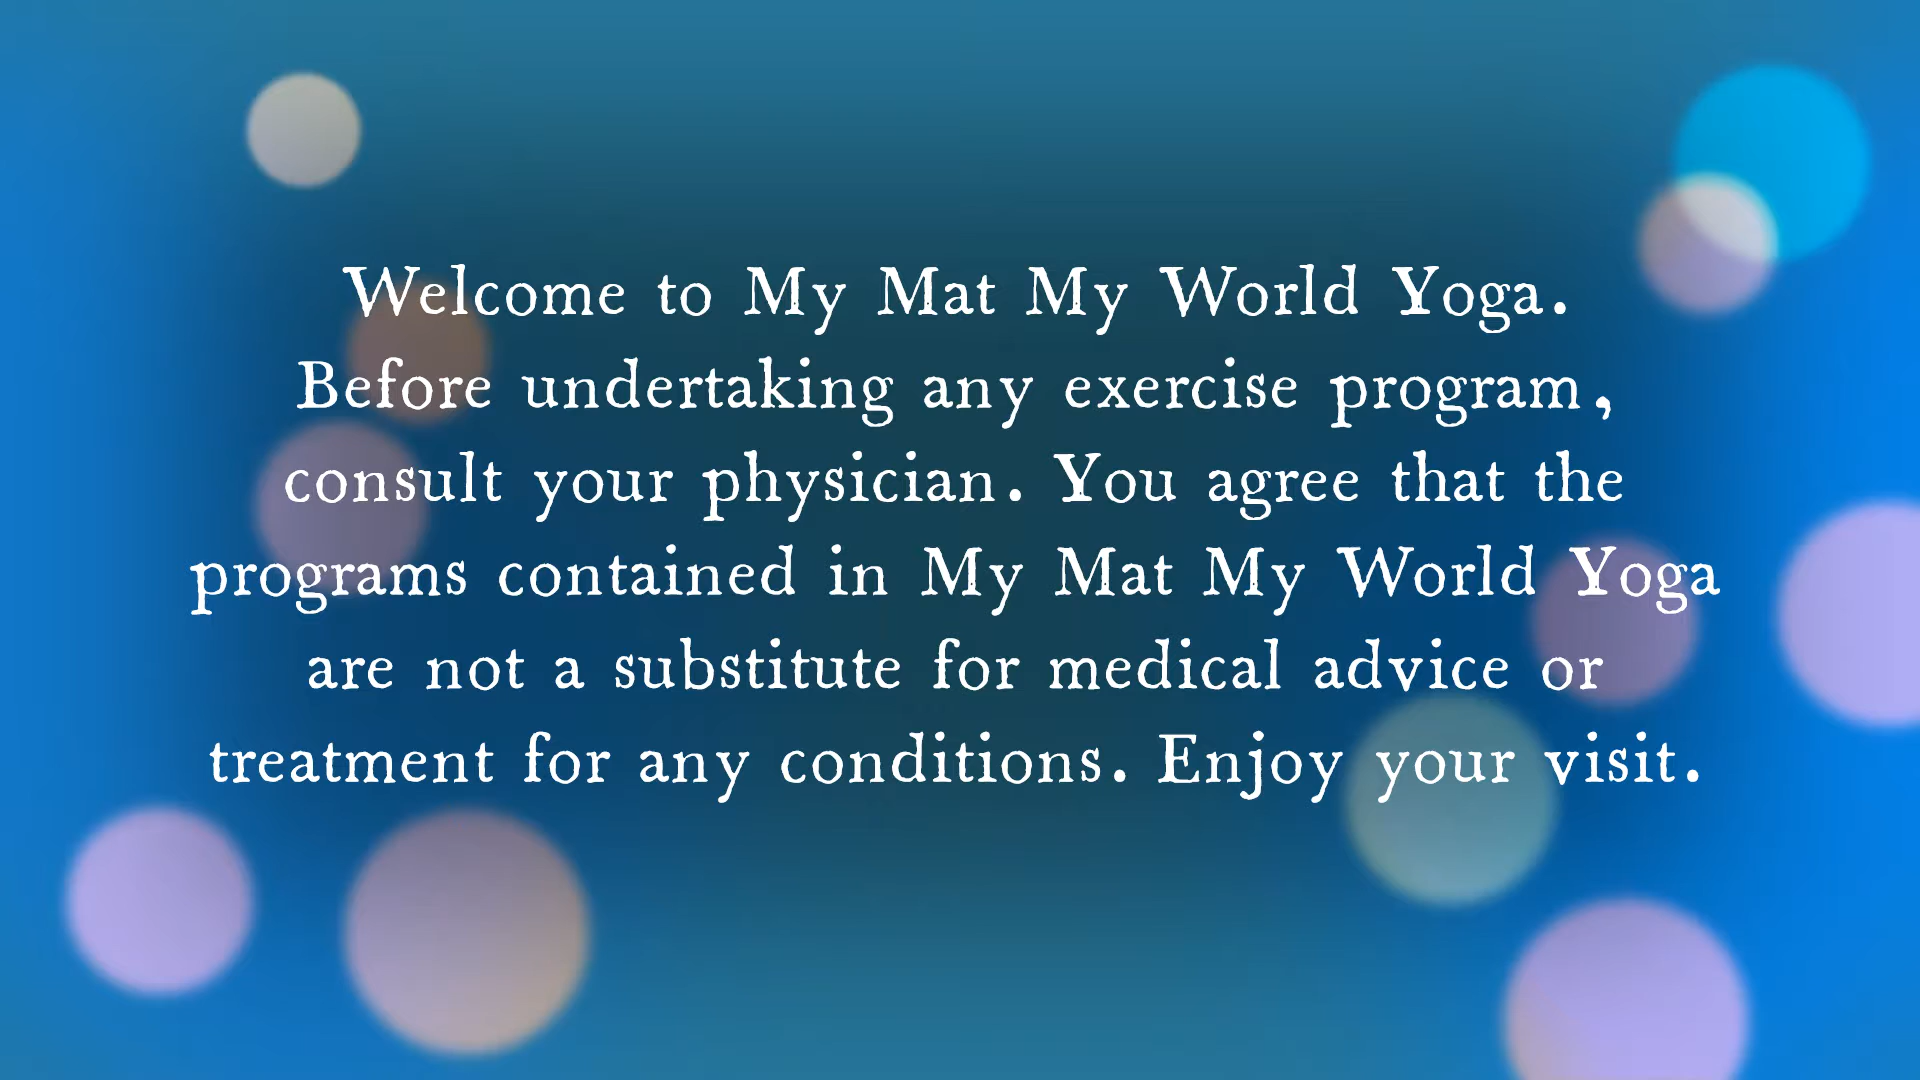 Welcome to My Mat My World Yoga.
Before undertaking any exercise program,
consult your physician. You agree that the
programs contained in My Mat My World Yoga
are not a substitute for medical advice or
treatment for any conditions. Enjoy your visit.